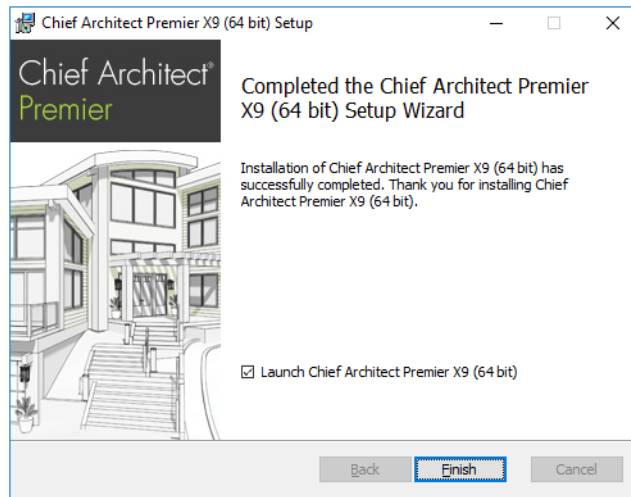 Chief Architect Premier X9 (64 bit) Setup
Chief Architect®
Premier
Completed the Chief Architect Premier
X9 (64 bit) Setup Wizard
Installation of Chief Architect Premier X9 (64 bit) has
successfully completed. Thank you for installing Chief
Architect Premier X9 (64 bit).
Launch Chief Architect Premier X9 (64 bit)
Back Finish Cancel